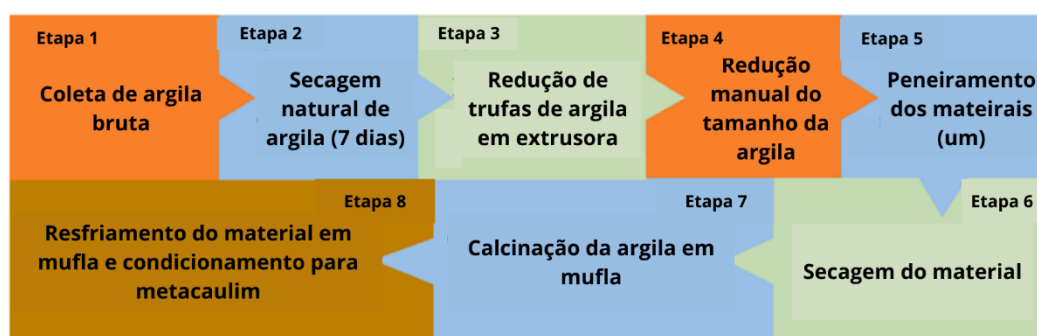 Etapa 1
Coleta de argila
bruta
Etapa 2
Secagem
natural de
argila (7 dias)
Etapa 3
Redução de
trufas de argila
em extrusora
Etapa 4
Redução
manual do
tamanho da
argila
Etapa 5
Peneiramento
dos mateirais
(um)
Etapa 6
Secagem do material
Etapa 7
Calcinação da argila em
mufla
Etapa 8
Resfriamento do material em
mufla e condicionamento para
metacaulim